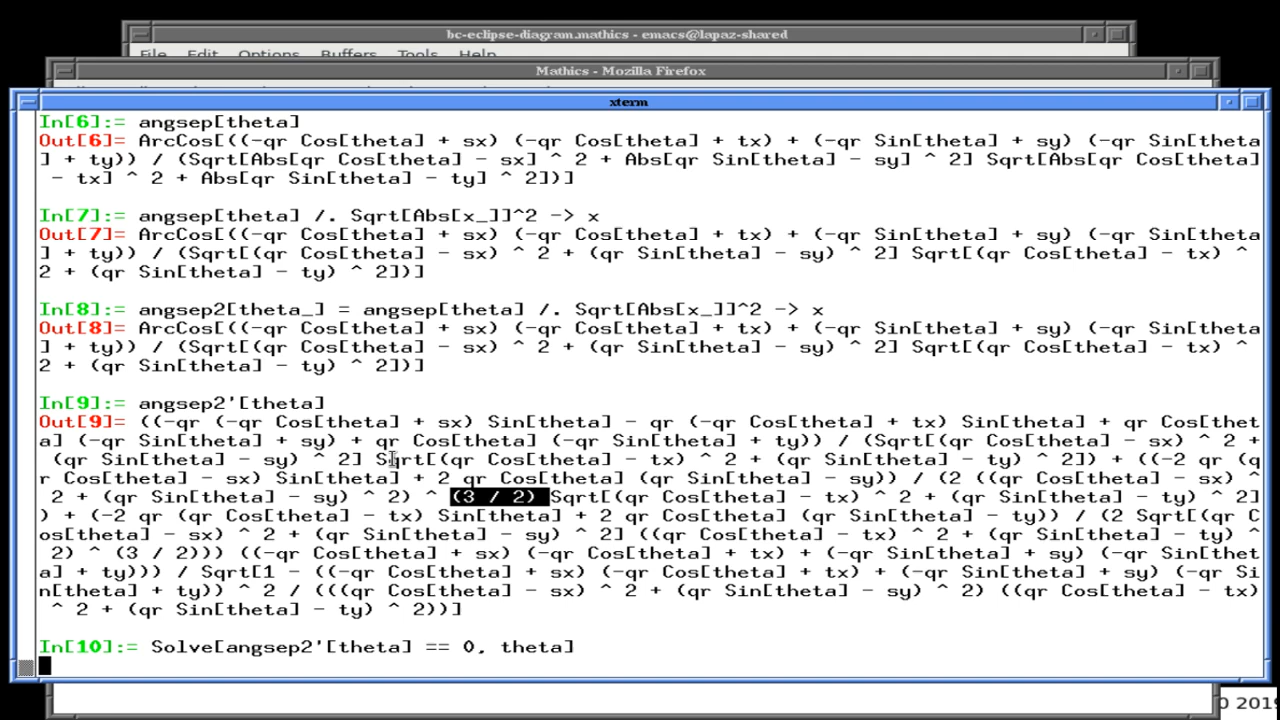 bc-eclipse-diagram.mathics - emacs@lapaz-shared
File Edit Options Buffers Tools Help
Mathics - Mozilla Firefox
xterm
In[6]:= angsep[theta]
Out[6]= ArcCos[((-qr Cos[theta] + sx) (-qr Cos[theta] + tx) + (-qr Sin[theta] + sy) (-qr Sin[theta
] + ty)) / (Sqrt[Abs[qr Cos[theta] - sx] ^ 2 + Abs[qr Sin[theta] - sy] ^ 2] Sqrt[Abs[qr Cos[theta]
- tx] ^ 2 + Abs[qr Sin[theta] - ty] ^ 2])]
In[7]:= angsep[theta] /. Sqrt[Abs[x_]]^2 -> x
Out[7]= ArcCos[((-qr Cos[theta] + sx) (-qr Cos[theta] + tx) + (-qr Sin[theta] + sy) (-qr Sin[theta
] + ty)) / (Sqrt[(qr Cos[theta] - sx) ^ 2 + (qr Sin[theta] - sy) ^ 2] Sqrt[(qr Cos[theta] - tx) ^
2 + (qr Sin[theta] - ty) ^ 2])]
In[8]:= angsep2[theta_] = angsep[theta] /. Sqrt[Abs[x_]]^2 -> x
Out[8]= ArcCos[((-qr Cos[theta] + sx) (-qr Cos[theta] + tx) + (-qr Sin[theta] + sy) (-qr Sin[theta
] + ty)) / (Sqrt[(qr Cos[theta] - sx) ^ 2 + (qr Sin[theta] - sy) ^ 2] Sqrt[(qr Cos[theta] - tx) ^
2 + (qr Sin[theta] - ty) ^ 2])]
In[9]:= angsep2'[theta]
Out[9]= ((-qr (-qr Cos[theta] + sx) Sin[theta] - qr (-qr Cos[theta] + tx) Sin[theta] + qr Cos[thet
a] (-qr Sin[theta] + sy) + qr Cos[theta] (-qr Sin[theta] + ty)) / (Sqrt[(qr Cos[theta] - sx) ^ 2 +
(qr Sin[theta] - sy) ^ 2] Sqrt[(qr Cos[theta] - tx) ^ 2 + (qr Sin[theta] - ty) ^ 2]) + ((-2 qr (q
r Cos[theta] - sx) Sin[theta] + 2 qr Cos[theta] (qr Sin[theta] - sy)) / (2 ((qr Cos[theta] - sx) ^
2 + (qr Sin[theta] - sy) ^ 2) ^ (3 / 2) Sqrt[(qr Cos[theta] - tx) ^ 2 + (qr Sin[theta] - ty) ^ 2]
) + (-2 qr (qr Cos[theta] - tx) Sin[theta] + 2 qr Cos[theta] (qr Sin[theta] - ty)) / (2 Sqrt[(qr C
os[theta] - sx) ^ 2 + (qr Sin[theta] - sy) ^ 2] ((qr Cos[theta] - tx) ^ 2 + (qr Sin[theta] - ty) ^
2) ^ (3 / 2))) ((-qr Cos[theta] + sx) (-qr Cos[theta] + tx) + (-qr Sin[theta] + sy) (-qr Sin[thet
a] + ty))) / Sqrt[1 - ((-qr Cos[theta] + sx) (-qr Cos[theta] + tx) + (-qr Sin[theta] + sy) (-qr Si
n[theta] + ty)) ^ 2 / (((qr Cos[theta] - sx) ^ 2 + (qr Sin[theta] - sy) ^ 2) ((qr Cos[theta] - tx)
^ 2 + (qr Sin[theta] - ty) ^ 2))]
In[10]:= Solve[angsep2'[theta] == 0, theta]